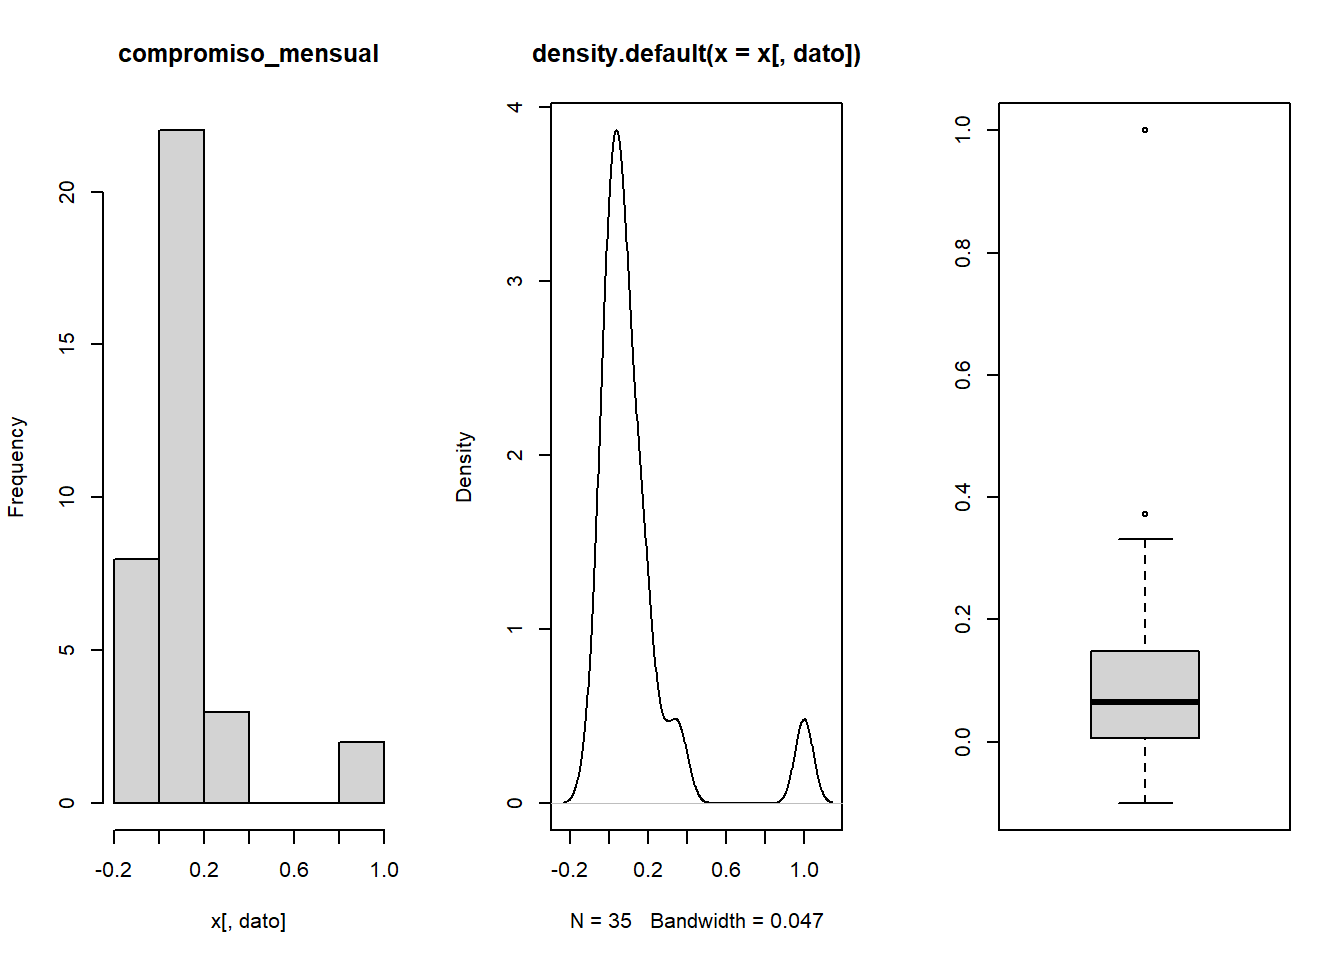 compromiso_mensual
Frequency
20
15
10
5
0
-0.2 0.2 0.6 1.0
x[, dato]
density.default(x = x[, dato])
Density
4
3
2
1
0
-0.2 0.2 0.6 1.0
N = 35 Bandwidth = 0.047
1.0
0.8
0.6
0.4
0.2
0.0